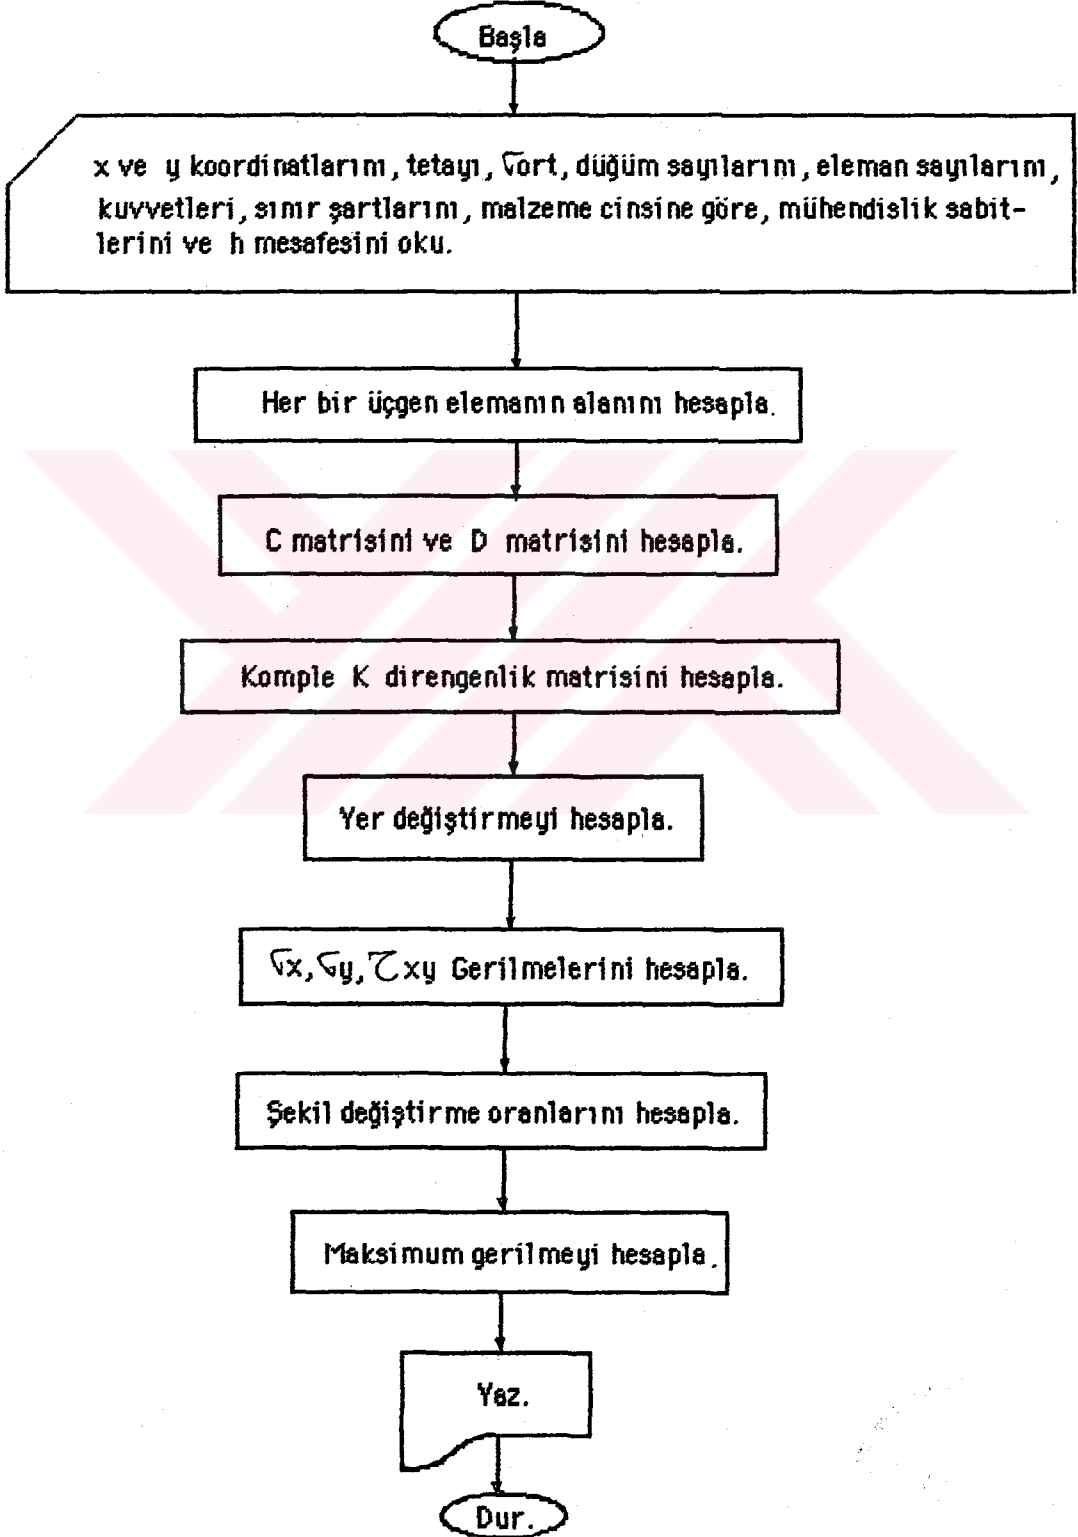 Başla
x ve y koordinatlarını, tetayı, σort, düğüm sayılarını, eleman sayılarını,
kuvvetleri, sınır şartlarını, malzeme cinsine göre, mühendislik sabit-
lerini ve h mesafesini oku.
Her bir üçgen elemanın alanını hesapla.
C matrisini ve D matrisini hesapla.
Komple K direngenlik matrisini hesapla.
Yer değiştirmeyi hesapla.
σx, σy, τxy Gerilmelerini hesapla.
Şekil değiştirme oranlarını hesapla.
Maksimum gerilmeyi hesapla.
Yaz.
Dur.